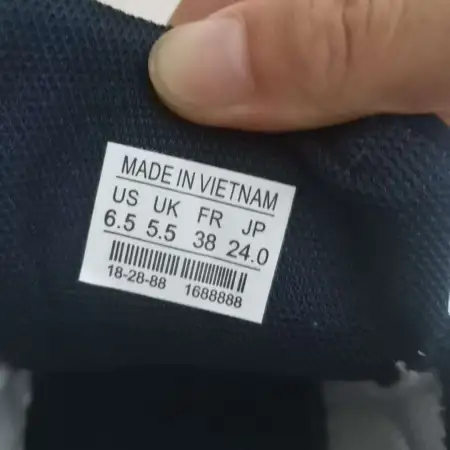 MADE IN VIETNAM
US UK FR JP
6.5 5.5 38 24.0
18-28-88 1688888